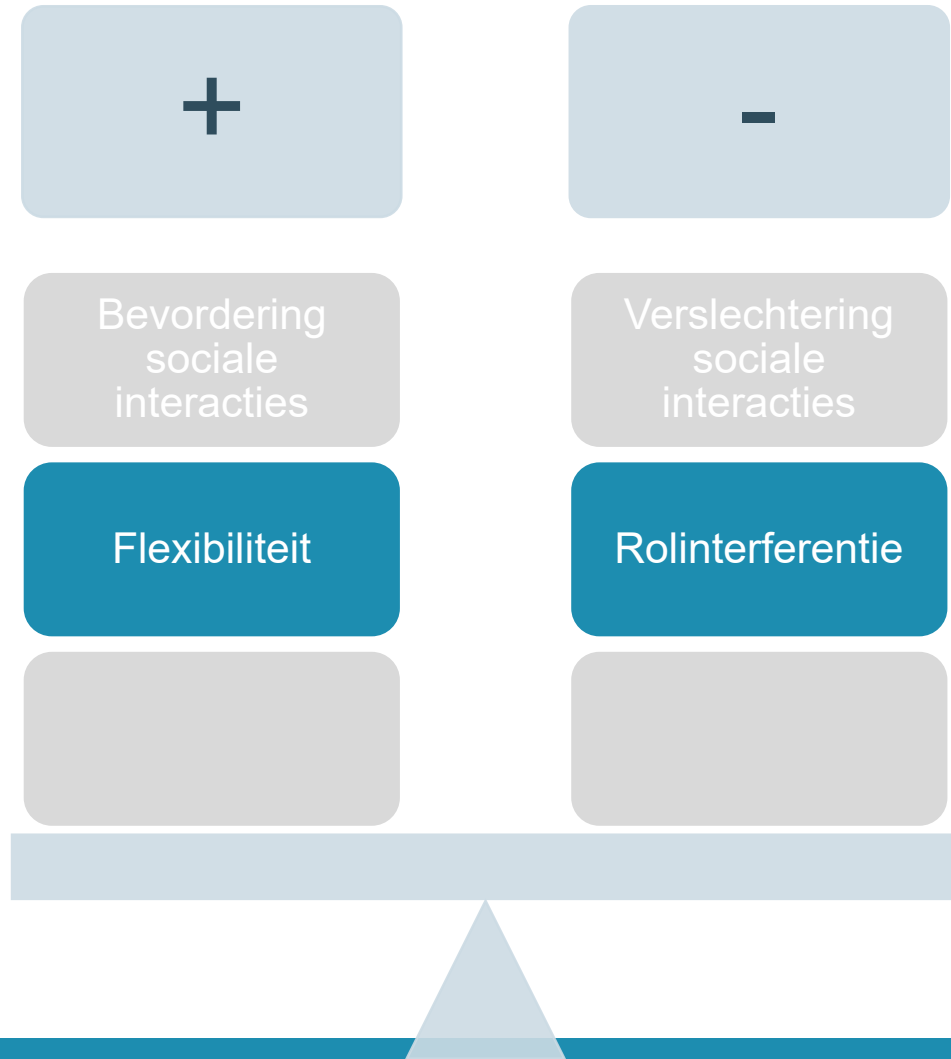 +
-
Bevordering
sociale
interacties
Verslechtering
sociale
interacties
Flexibiliteit
Rolinterferentie